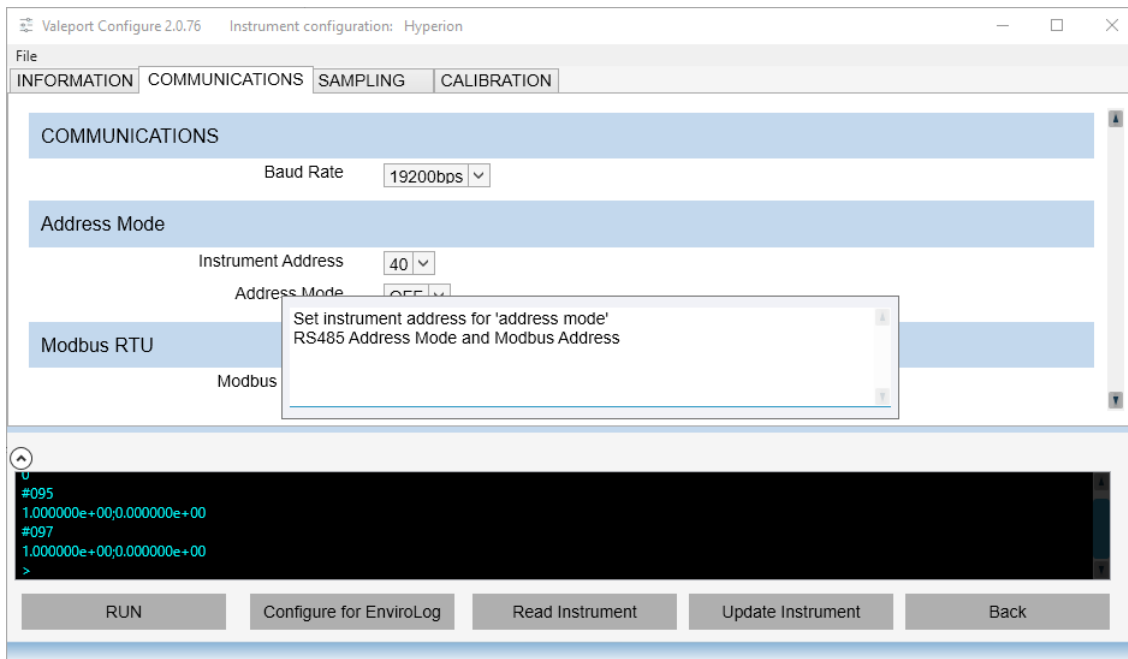 Valeport Configure 2.0.76 Instrument configuration: Hyperion
File
INFORMATION COMMUNICATIONS SAMPLING CALIBRATION
COMMUNICATIONS
Baud Rate 19200bps
Address Mode
Instrument Address 40
Address Mode OFF
Set instrument address for 'address mode'
RS485 Address Mode and Modbus Address
Modbus RTU
Modbus
0
#095
1.000000e+00;0.000000e+00
#097
1.000000e+00;0.000000e+00
>
RUN Configure for EnviroLog Read Instrument Update Instrument Back